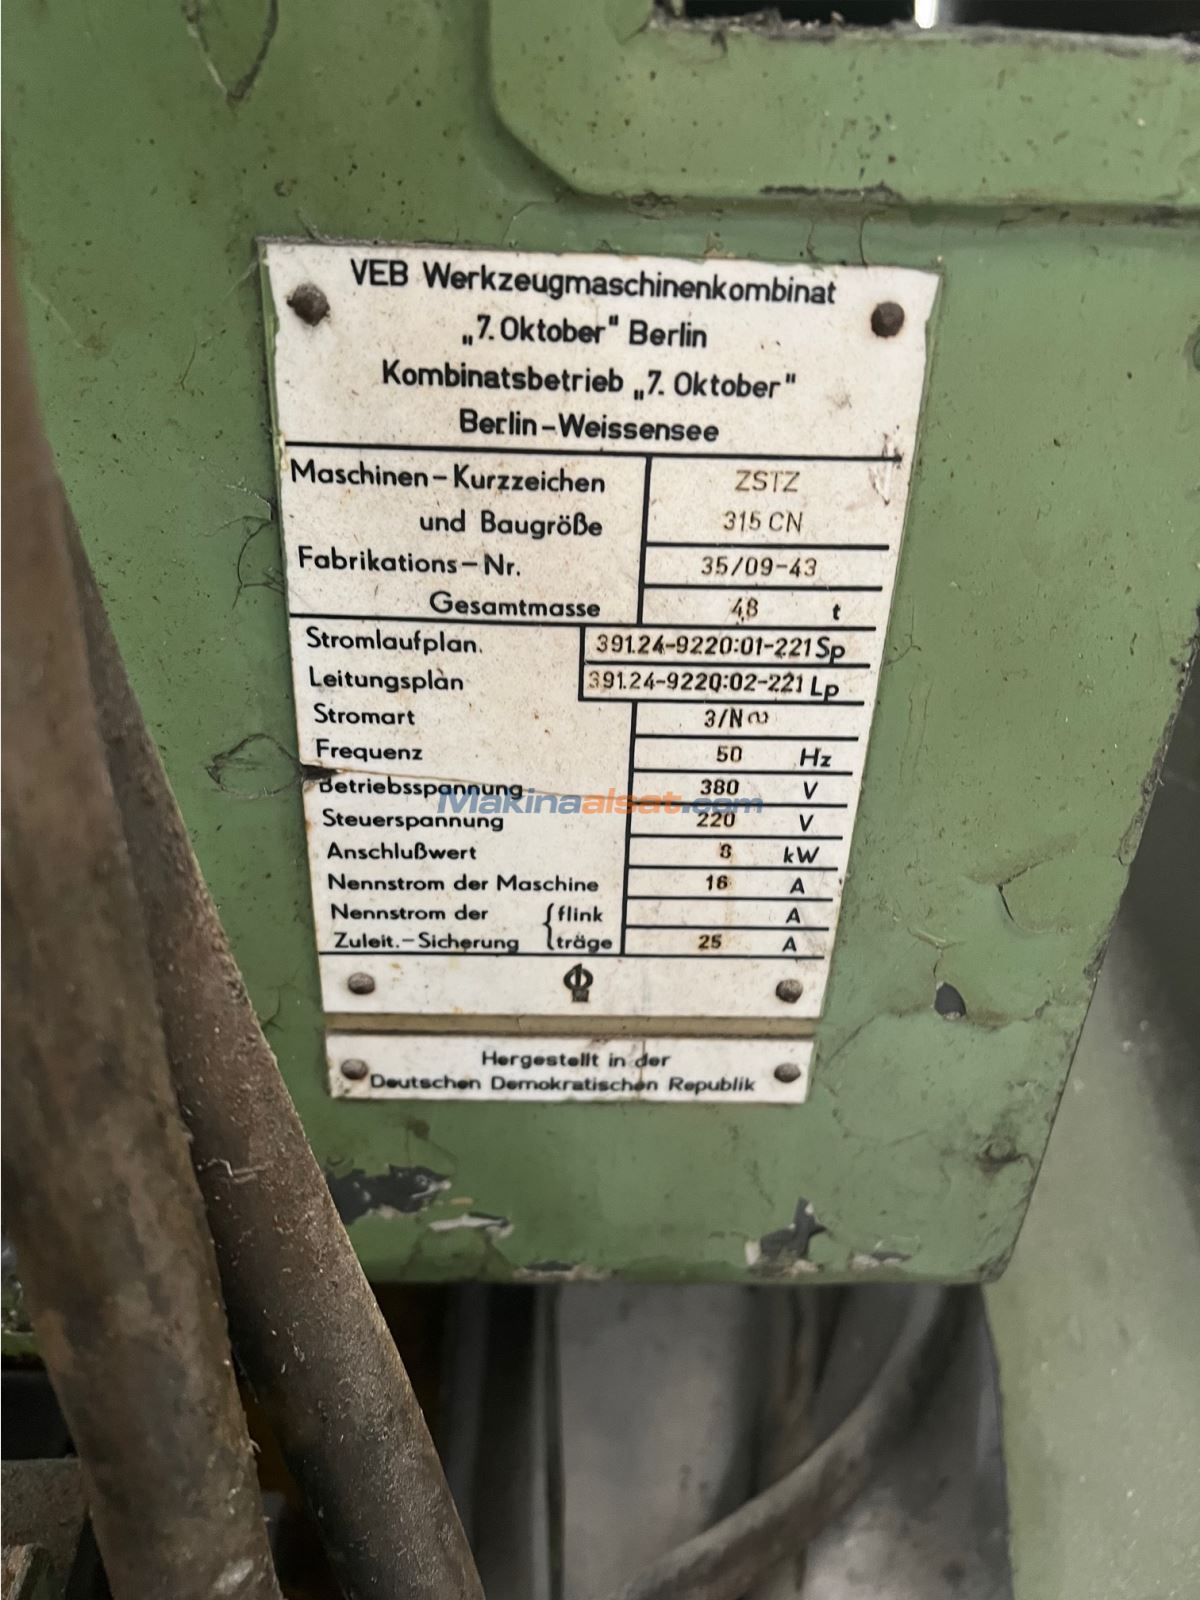 VEB Werkzeugmaschinenkombinat
„7. Oktober" Berlin
Kombinatsbetrieb „7. Oktober"
Berlin-Weissensee
Maschinen-Kurzzeichen ZSTZ
und Baugröße 315 CN
Fabrikations-Nr. 35/09-43
Gesamtmasse 4,8 t
Stromlaufplan. 391.24-9220:01-221 Sp
Leitungsplan 391.24-9220:02-221 Lp
Stromart 3/N∾
Frequenz 50 Hz
Betriebsspannung 380 V
Makinaalsat.com
Steuerspannung 220 V
Anschlußwert 8 kW
Nennstrom der Maschine 16 A
Nennstrom der { flink A
Zuleit.-Sicherung { träge 25 A
Hergestellt in der
Deutschen Demokratischen Republik